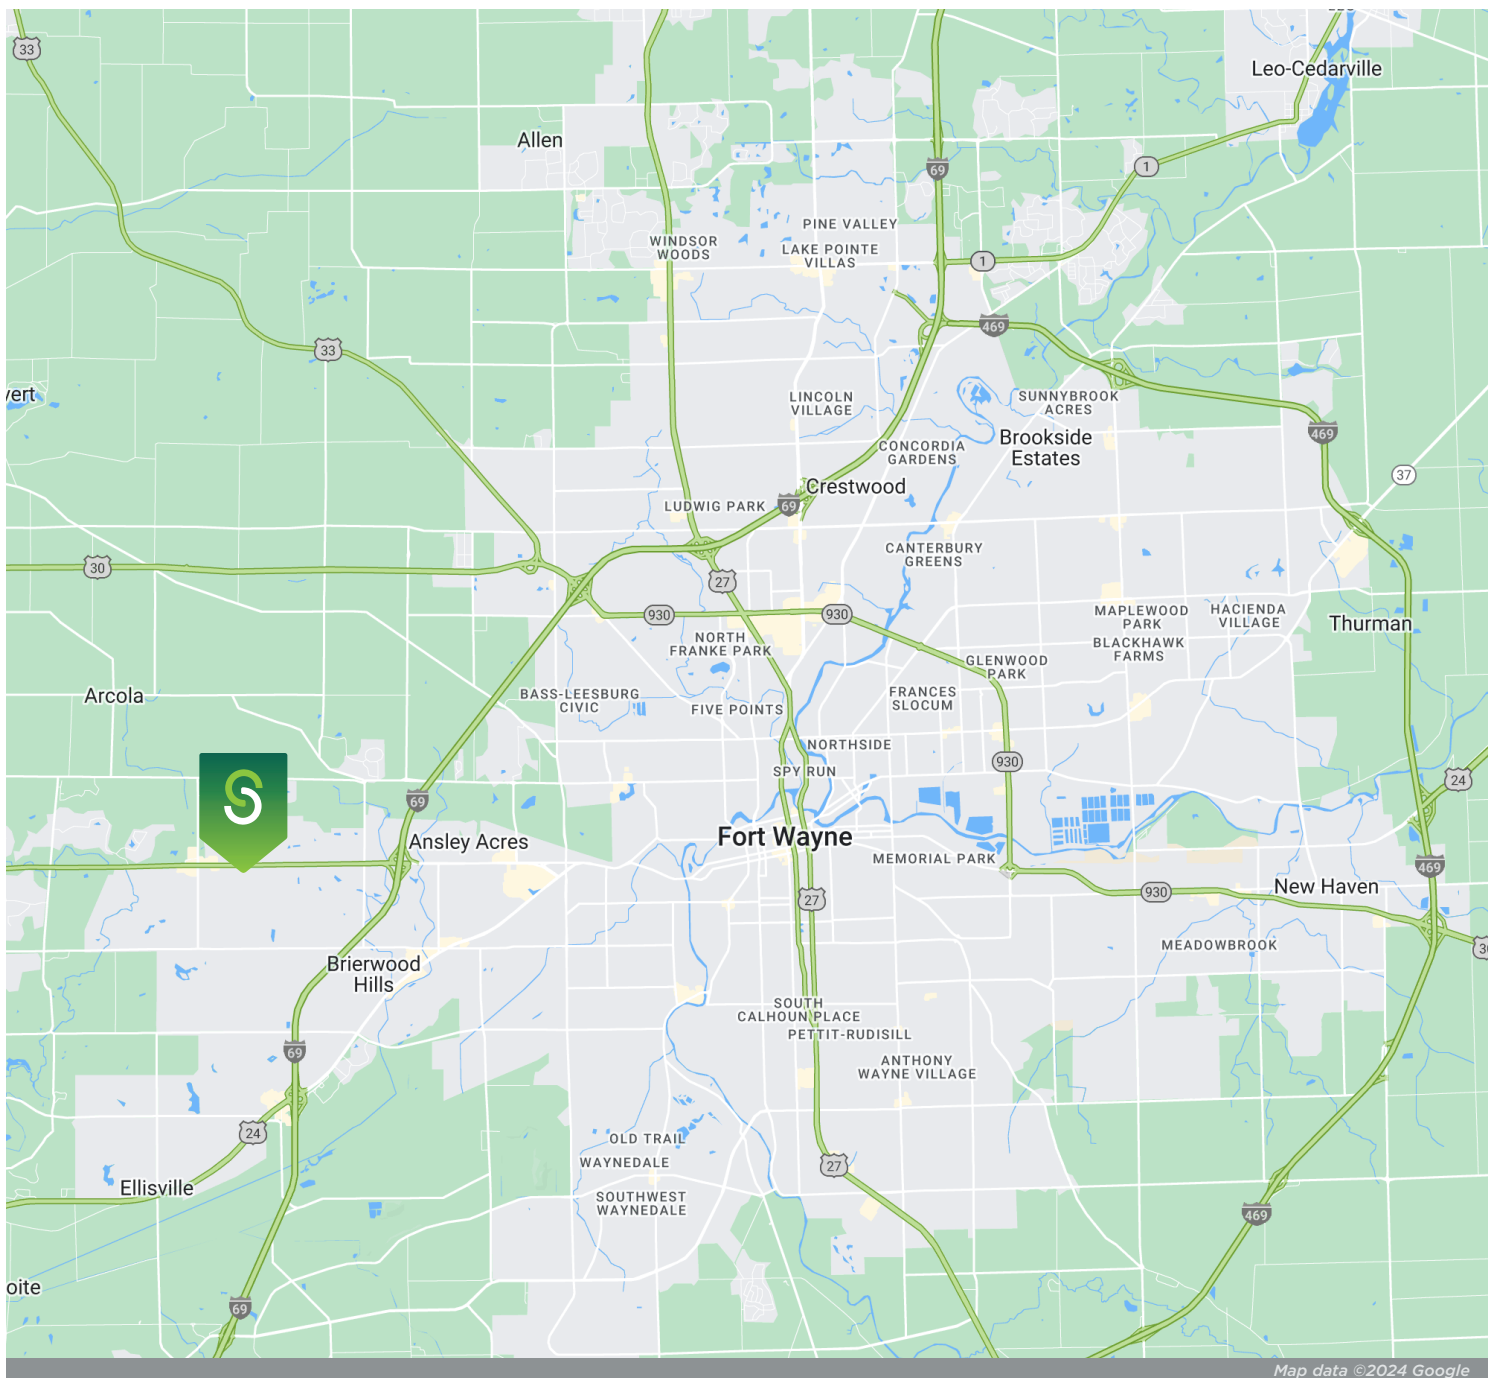 33
Leo-Cedarville
Allen
1
69
PINE VALLEY
WINDSOR
WOODS
LAKE POINTE
VILLAS
1
469
33
vert
LINCOLN
VILLAGE
SUNNYBROOK
ACRES
469
Brookside
Estates
CONCORDIA
GARDENS
37
Crestwood
LUDWIG PARK
69
CANTERBURY
GREENS
30
27
930
930
MAPLEWOOD
PARK
HACIENDA
VILLAGE
Thurman
NORTH
FRANKE PARK
BLACKHAWK
FARMS
GLENWOOD
PARK
Arcola
BASS-LEESBURG
CIVIC
FRANCES
SLOCUM
FIVE POINTS
NORTHSIDE
930
SPY RUN
24
S
69
Fort Wayne
Ansley Acres
MEMORIAL PARK
469
New Haven
930
27
MEADOWBROOK
30
Brierwood
Hills
SOUTH
CALHOUN PLACE
PETTIT-RUDISILL
69
ANTHONY
WAYNE VILLAGE
24
OLD TRAIL
WAYNEDALE
27
Ellisville
SOUTHWEST
WAYNEDALE
469
oite
69
Map data ©2024 Google